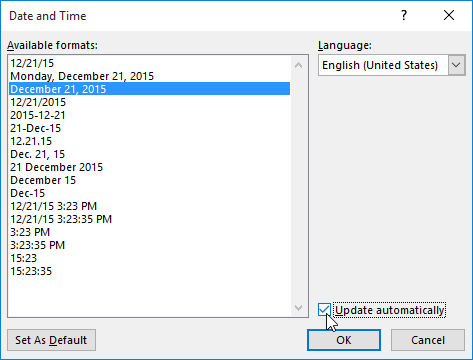 Date and Time
?
Available formats:
Language:
12/21/15
Monday, December 21, 2015
December 21, 2015
12/21/2015
2015-12-21
21-Dec-15
12.21.15
Dec. 21, 15
21 December 2015
December 15
Dec-15
12/21/15 3:23 PM
12/21/15 3:23:35 PM
3:23 PM
3:23:35 PM
15:23
15:23:35
English (United States)
Update automatically
Set As Default
OK
Cancel